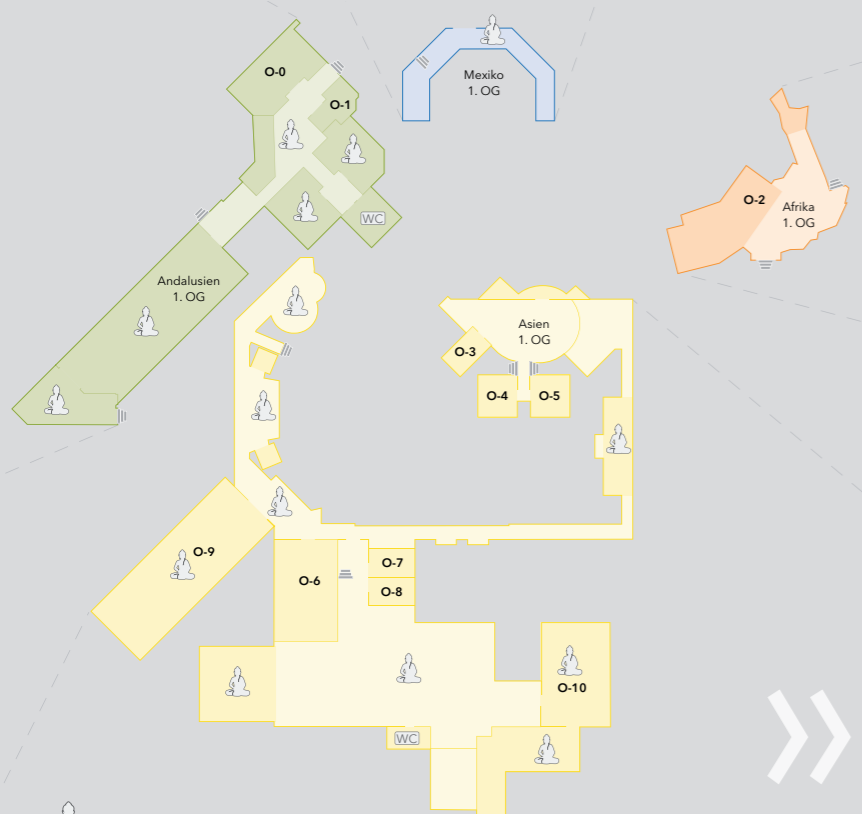 O-0
Mexiko
1. OG
O-1
O-2
Afrika
1. OG
WC
Andalusien
1. OG
Asien
1. OG
O-3
O-4
O-5
O-9
O-7
O-6
O-8
O-10
WC